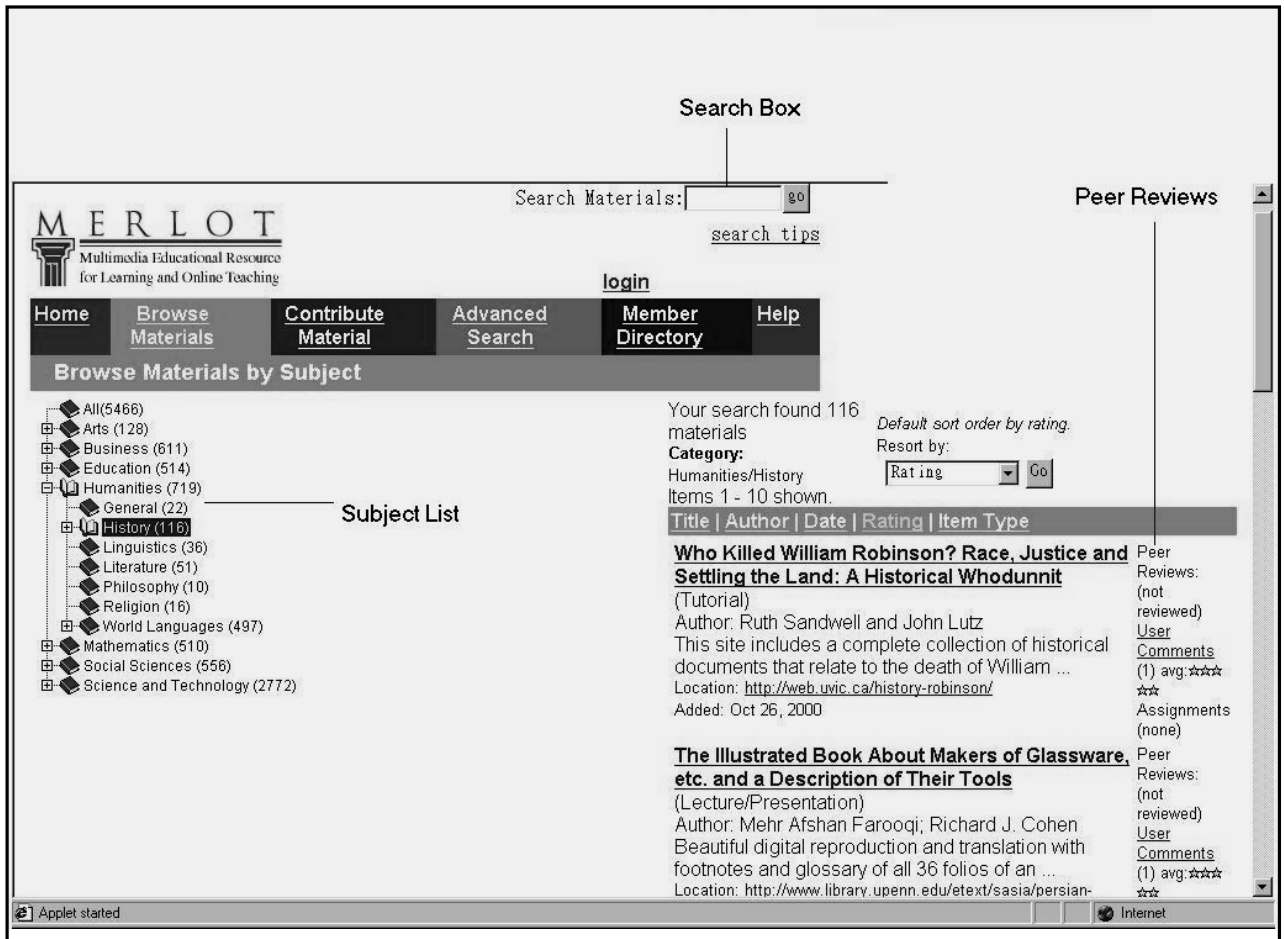 Search Box
Search Materials: go
Peer Reviews
search tips
MERLOT
Multimedia Educational Resource
for Learning and Online Teaching
login
Home
Browse
Materials
Contribute
Material
Advanced
Search
Member
Directory
Help
Browse Materials by Subject
All(5466)
Arts (128)
Business (611)
Education (514)
Humanities (719)
General (22)
History (116)
Linguistics (36)
Literature (51)
Philosophy (10)
Religion (16)
World Languages (497)
Mathematics (510)
Social Sciences (556)
Science and Technology (2772)
Subject List
Your search found 116
materials
Category:
Humanities/History
Items 1 - 10 shown.
Default sort order by rating.
Resort by:
Rating Go
Title | Author | Date | Rating | Item Type
Who Killed William Robinson? Race, Justice and
Settling the Land: A Historical Whodunnit
(Tutorial)
Author: Ruth Sandwell and John Lutz
This site includes a complete collection of historical
documents that relate to the death of William ...
Location: http://web.uvic.ca/history-robinson/
Added: Oct 26, 2000
Peer
Reviews:
(not
reviewed)
User
Comments
(1) avg:☆☆☆
☆☆
Assignments
(none)
The Illustrated Book About Makers of Glassware,
etc. and a Description of Their Tools
(Lecture/Presentation)
Author: Mehr Afshan Farooqi; Richard J. Cohen
Beautiful digital reproduction and translation with
footnotes and glossary of all 36 folios of an ...
Location: http://www.library.upenn.edu/etext/sasia/persian-
Peer
Reviews:
(not
reviewed)
User
Comments
(1) avg:☆☆☆
☆☆
Applet started
Internet